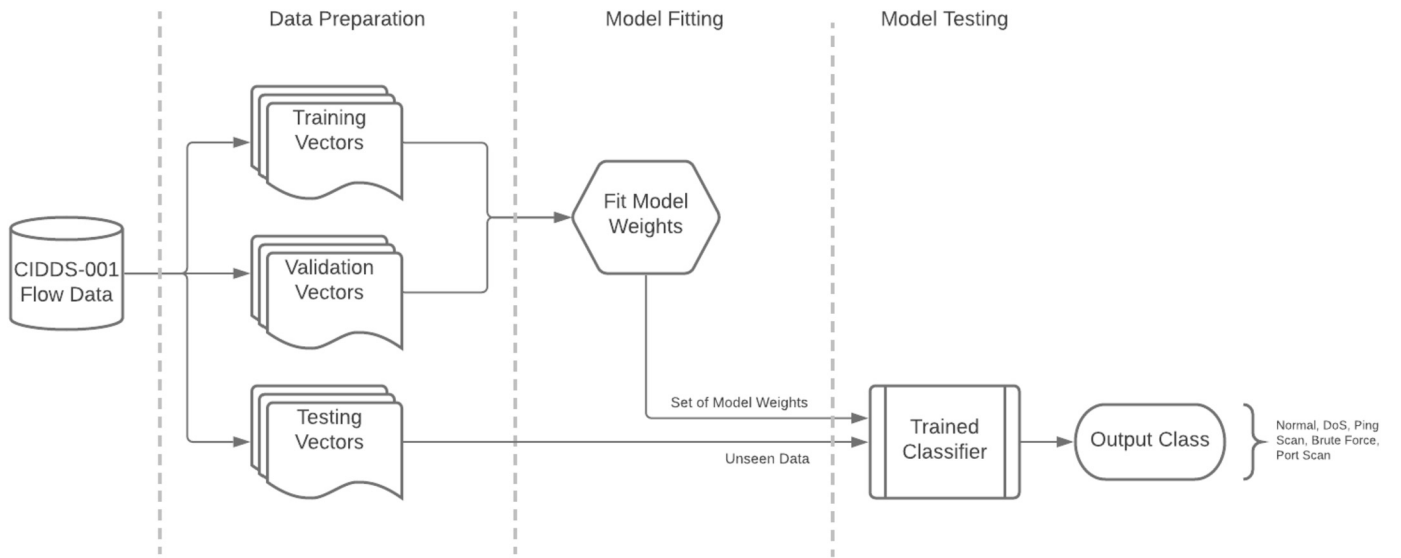 Data Preparation
Model Fitting
Model Testing
Training
Vectors
CIDDS-001
Flow Data
Validation
Vectors
Testing
Vectors
Fit Model
Weights
Set of Model Weights
Unseen Data
Trained
Classifier
Output Class
Normal, DoS, Ping
Scan, Brute Force,
Port Scan